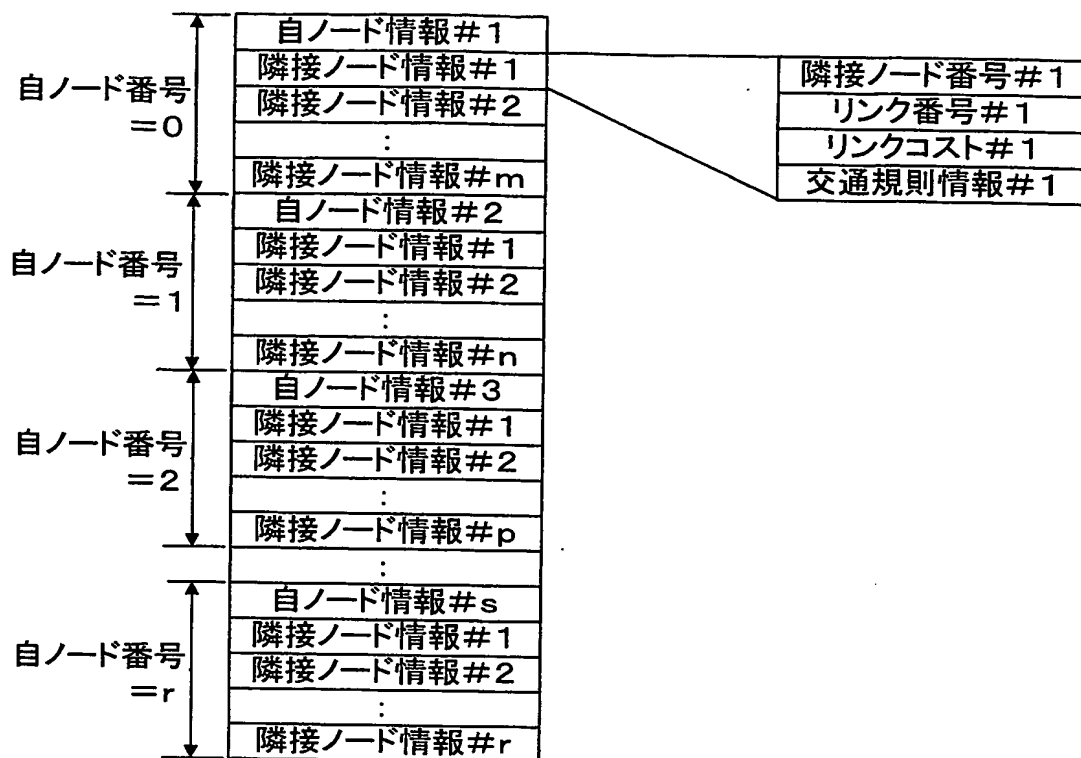 自ノード番号
=0
自ノード情報#1
隣接ノード情報#1
隣接ノード情報#2
:
隣接ノード情報#m
隣接ノード番号#1
リンク番号#1
リンクコスト#1
交通規則情報#1
自ノード番号
=1
自ノード情報#2
隣接ノード情報#1
隣接ノード情報#2
:
隣接ノード情報#n
自ノード番号
=2
自ノード情報#3
隣接ノード情報#1
隣接ノード情報#2
:
隣接ノード情報#p
:
自ノード番号
=r
自ノード情報#s
隣接ノード情報#1
隣接ノード情報#2
:
隣接ノード情報#r